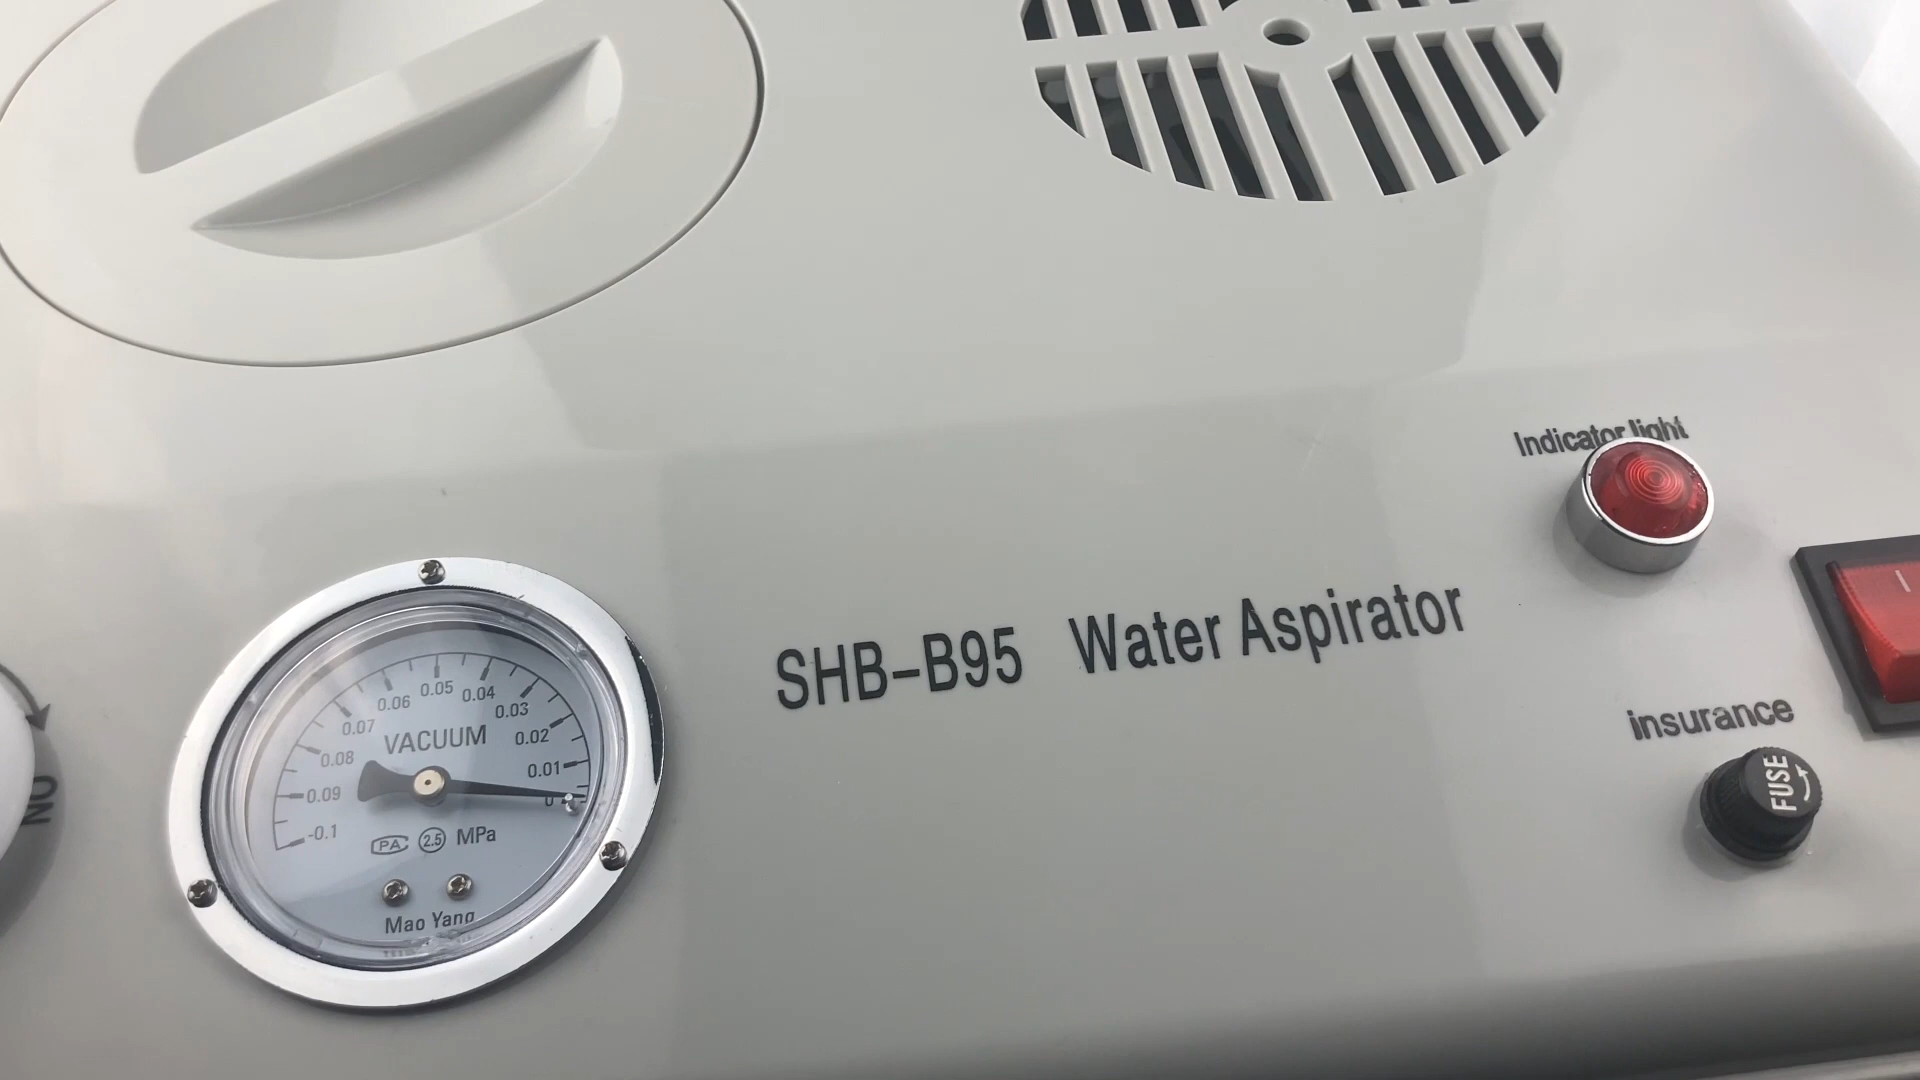 Indicator light
SHB-B95 Water Aspirator
insurance
FUSE
NO
0.05
0.04
0.06
0.03
0.07
VACUUM
0.02
0.08
0.01
0.09
0
-0.1
PA 2.5 MPa
Mao Yang